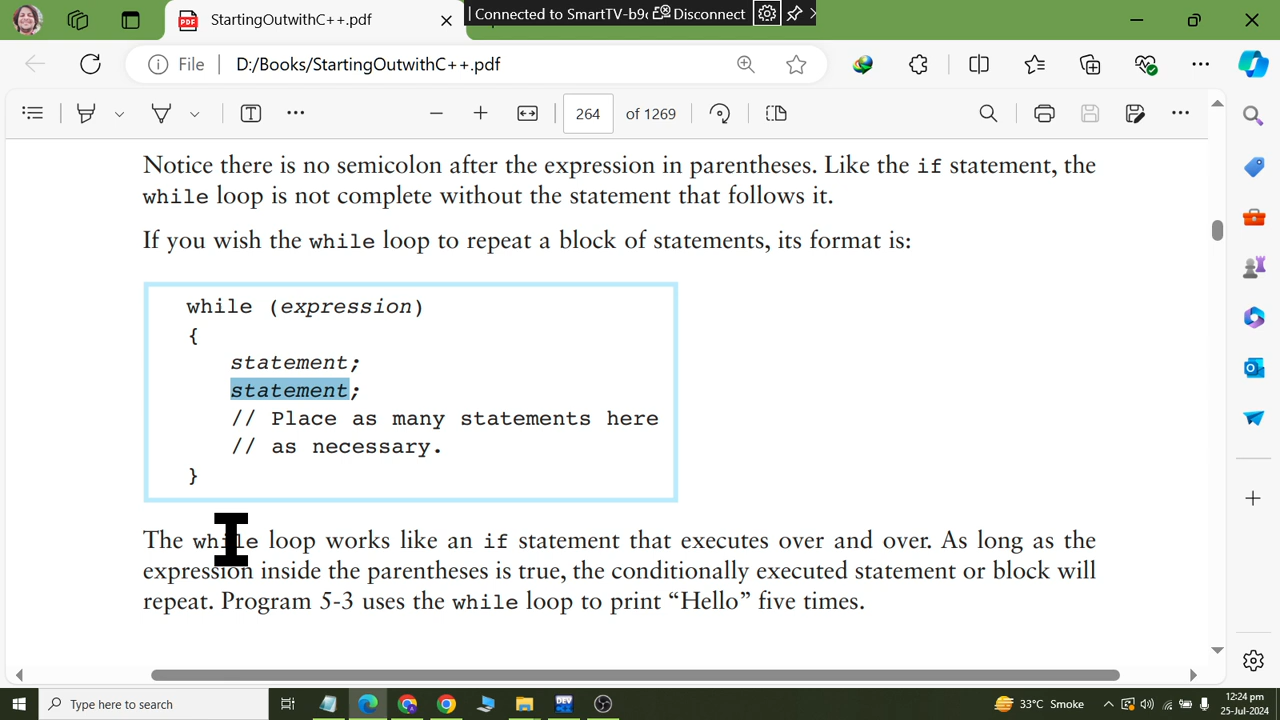 StartingOutwithC++.pdf
Connected to SmartTV-b9 Disconnect
File D:/Books/StartingOutwithC++.pdf
264 of 1269
Notice there is no semicolon after the expression in parentheses. Like the if statement, the
while loop is not complete without the statement that follows it.
If you wish the while loop to repeat a block of statements, its format is:
while (expression)
{
statement;
statement;
// Place as many statements here
// as necessary.
}
The while loop works like an if statement that executes over and over. As long as the
expression inside the parentheses is true, the conditionally executed statement or block will
repeat. Program 5-3 uses the while loop to print “Hello” five times.
Type here to search
33°C Smoke
12:24 pm
25-Jul-2024